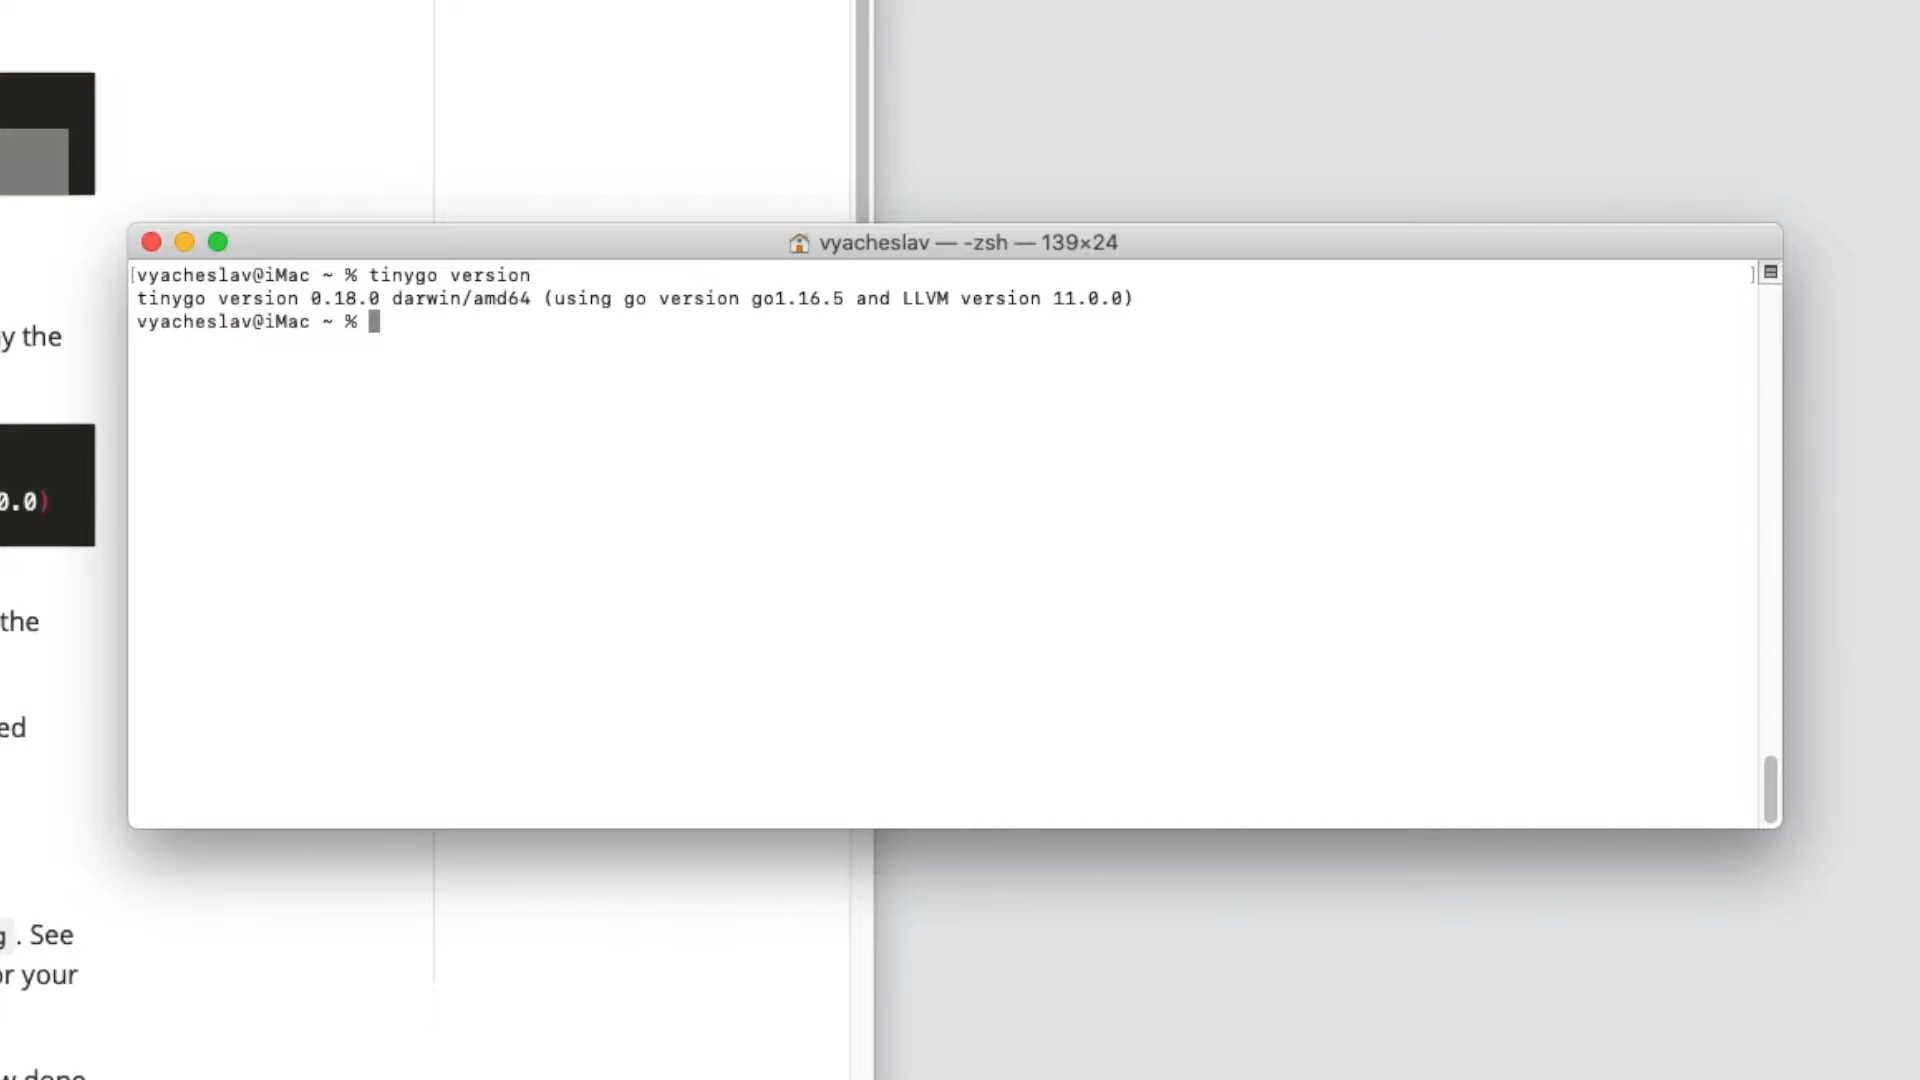 vyacheslav — -zsh — 139×24
[vyacheslav@iMac ~ % tinygo version ]
tinygo version 0.18.0 darwin/amd64 (using go version go1.16.5 and LLVM version 11.0.0)
vyacheslav@iMac ~ %
y the
0.0)
the
ed
g . See
or your